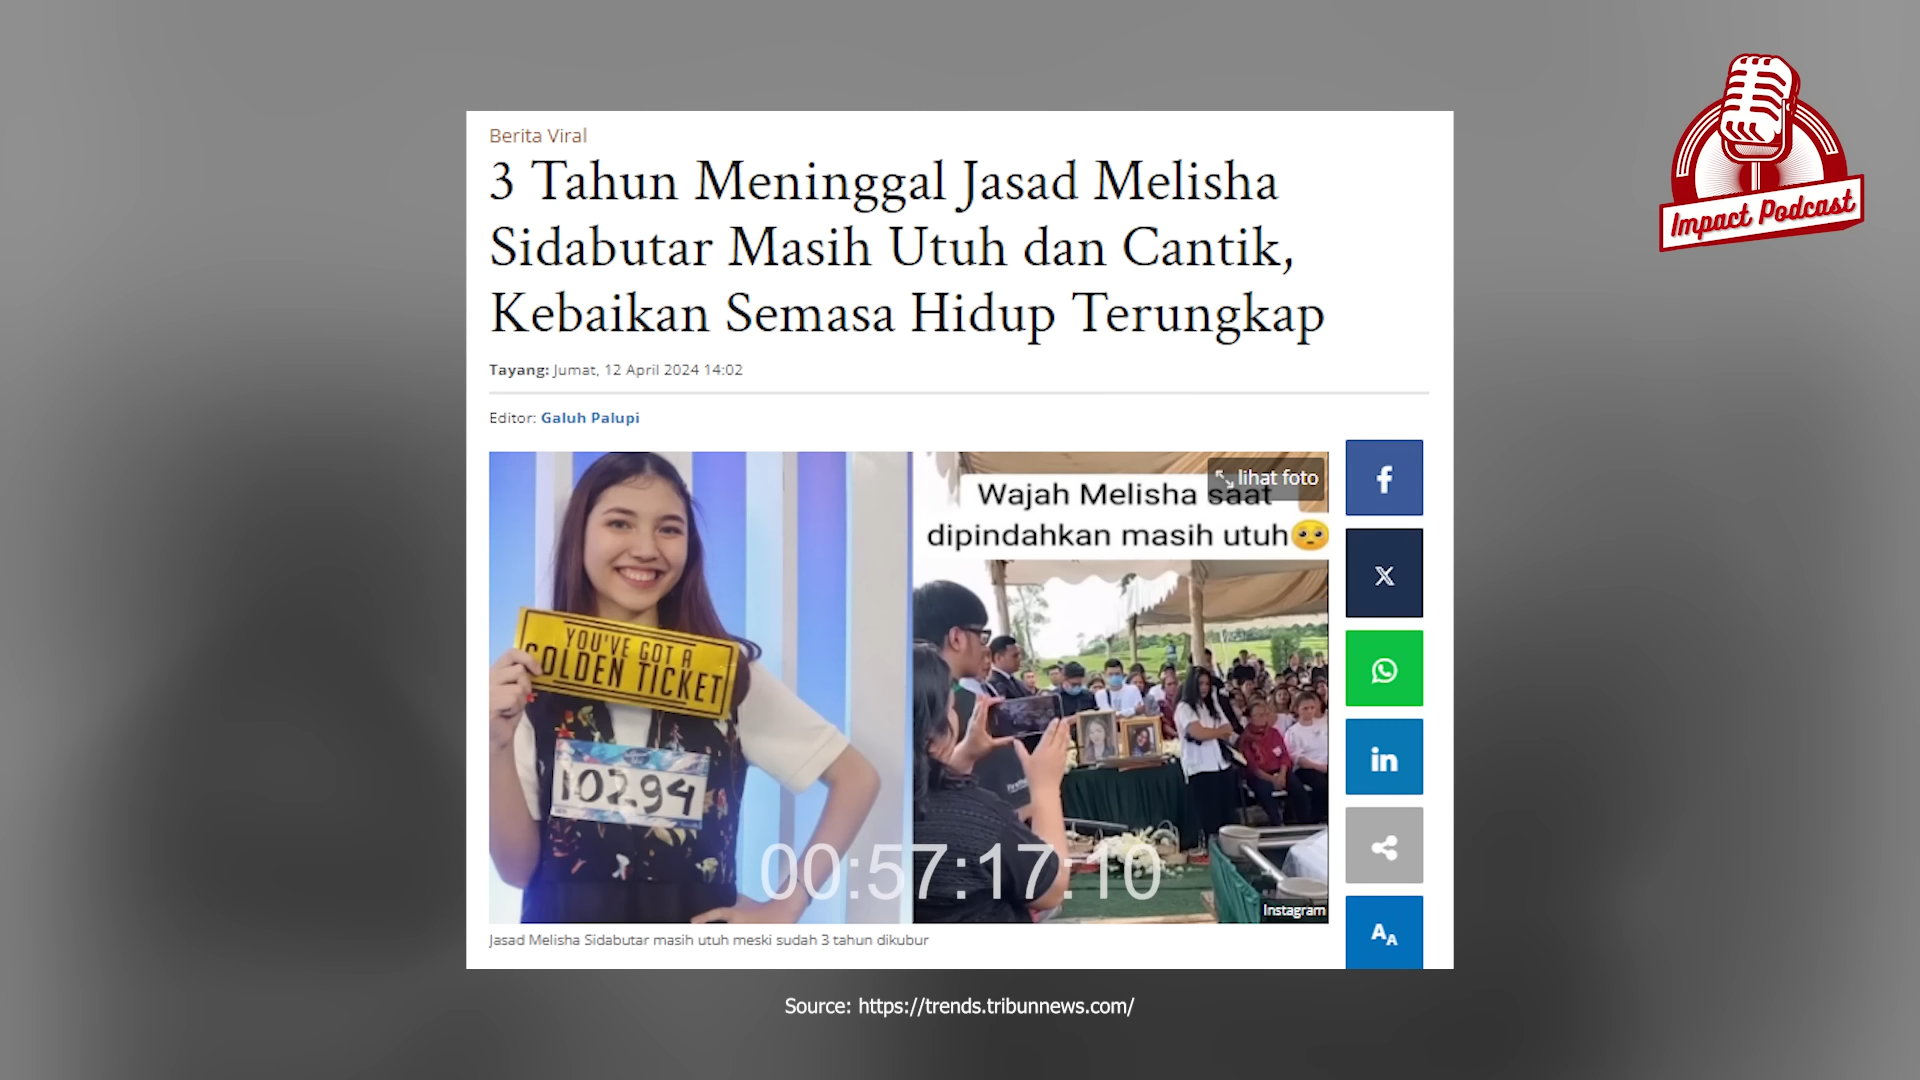 Berita Viral
3 Tahun Meninggal Jasad Melisha
Sidabutar Masih Utuh dan Cantik,
Kebaikan Semasa Hidup Terungkap
Tayang: Jumat, 12 April 2024 14:02
Editor: Galuh Palupi
lihat foto
Wajah Melisha saat
dipindahkan masih utuh🥺
YOU'VE GOT A
GOLDEN TICKET
10294
00:57:17:10
Instagram
Jasad Melisha Sidabutar masih utuh meski sudah 3 tahun dikubur
f
X
in
AA
Impact Podcast
Source: https://trends.tribunnews.com/